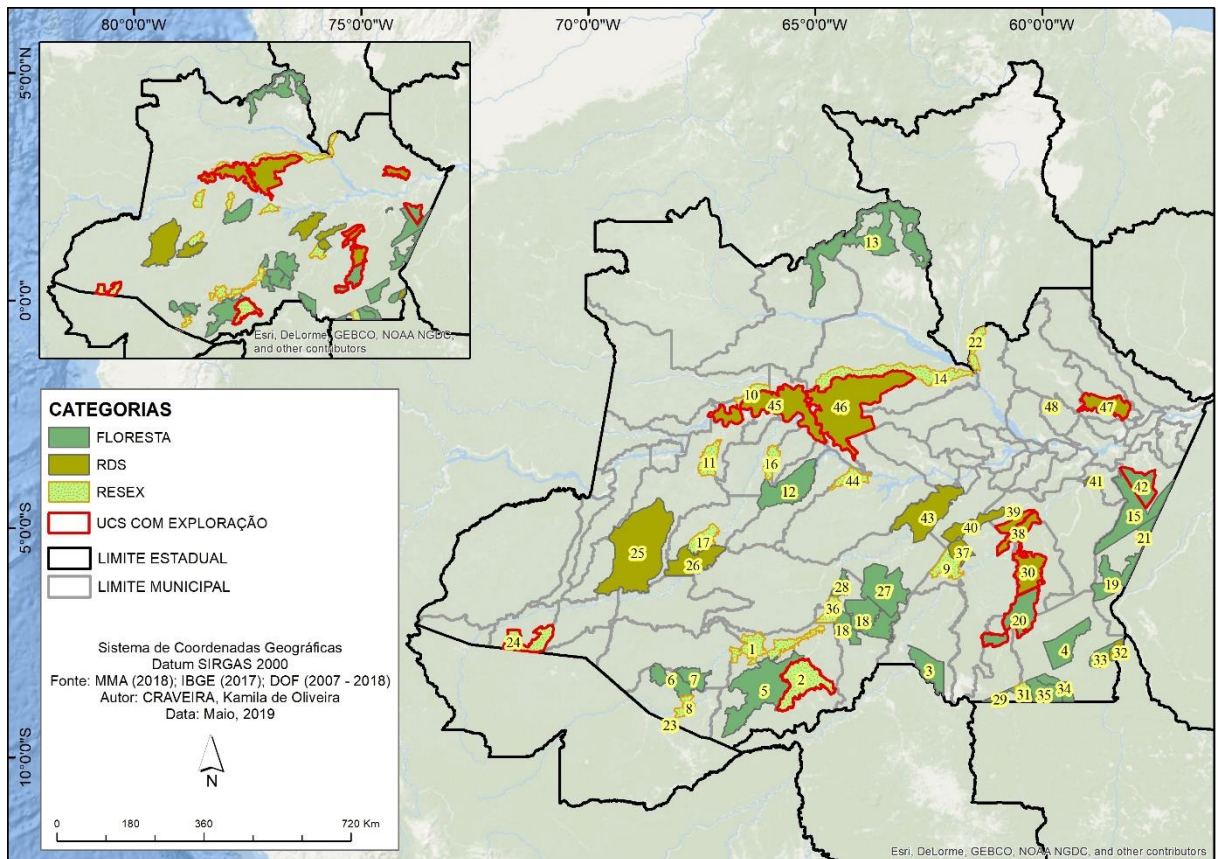 80°0'0"W
75°0'0"W
70°0'0"W
65°0'0"W
60°0'0"W
5°0'0"N
0°0'0"
5°0'0"S
10°0'0"S
Esri, DeLorme, GEBCO, NOAA NGDC,
and other contributors
CATEGORIAS
FLORESTA
RDS
RESEX
UCS COM EXPLORAÇÃO
LIMITE ESTADUAL
LIMITE MUNICIPAL
Sistema de Coordenadas Geográficas
Datum SIRGAS 2000
Fonte: MMA (2018); IBGE (2017); DOF (2007 - 2018)
Autor: CRAVEIRA, Kamila de Oliveira
Data: Maio, 2019
N
0 180 360 720 Km
13
22
14
10
45
46
48
47
11
16
12
44
41
42
15
21
43
39
40
38
25
17
26
37
9
30
19
28
27
36
18
18
20
24
1
4
32
33
6
7
5
2
3
8
23
29
31
35
34
Esri, DeLorme, GEBCO, NOAA NGDC, and other contributors